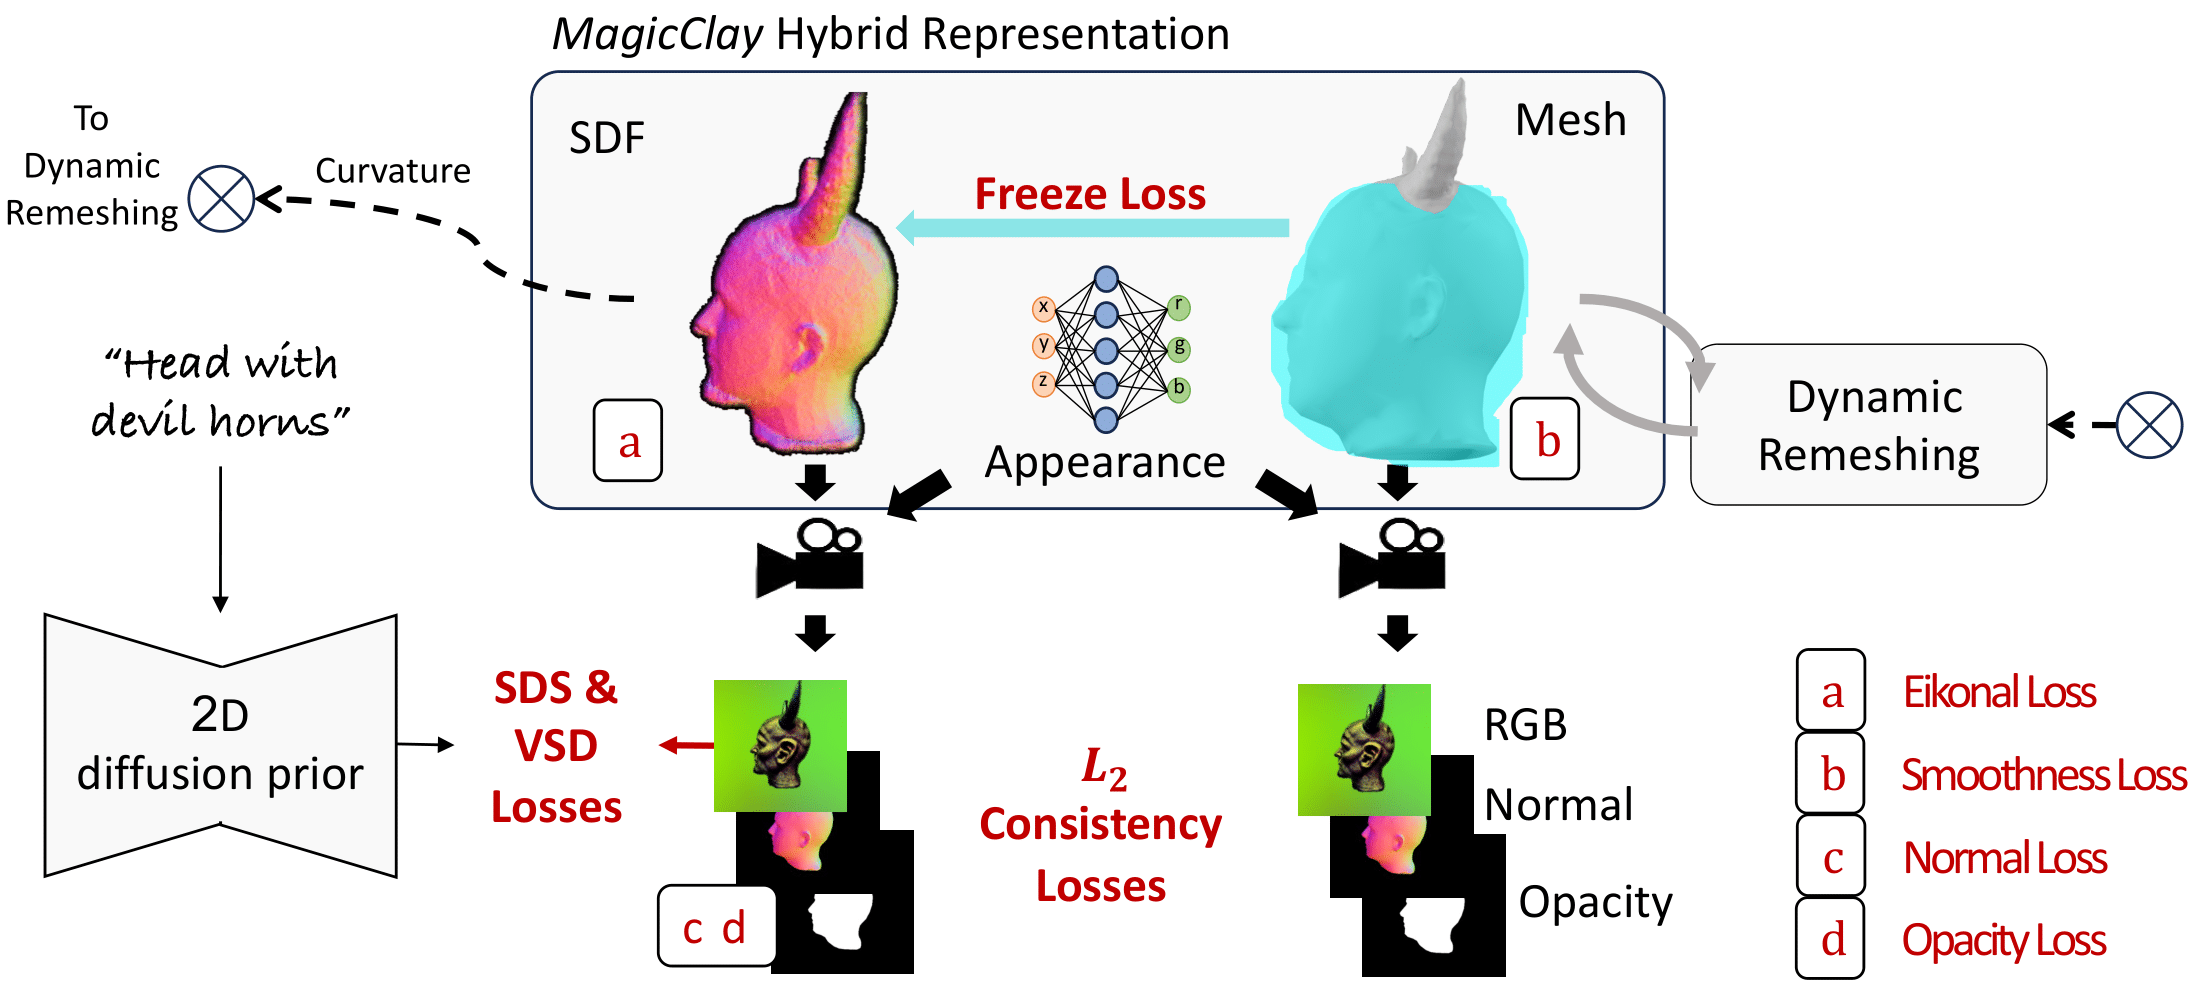 MagicClay Hybrid Representation
To
Dynamic
Remeshing
Curvature
SDF
Freeze Loss
Mesh
x
y
z
r
g
b
Appearance
a
b
Dynamic
Remeshing
“Head with
devil horns”
2D
diffusion prior
SDS &
VSD
Losses
L2
Consistency
Losses
RGB
Normal
Opacity
c d
a Eikonal Loss
b Smoothness Loss
c Normal Loss
d Opacity Loss